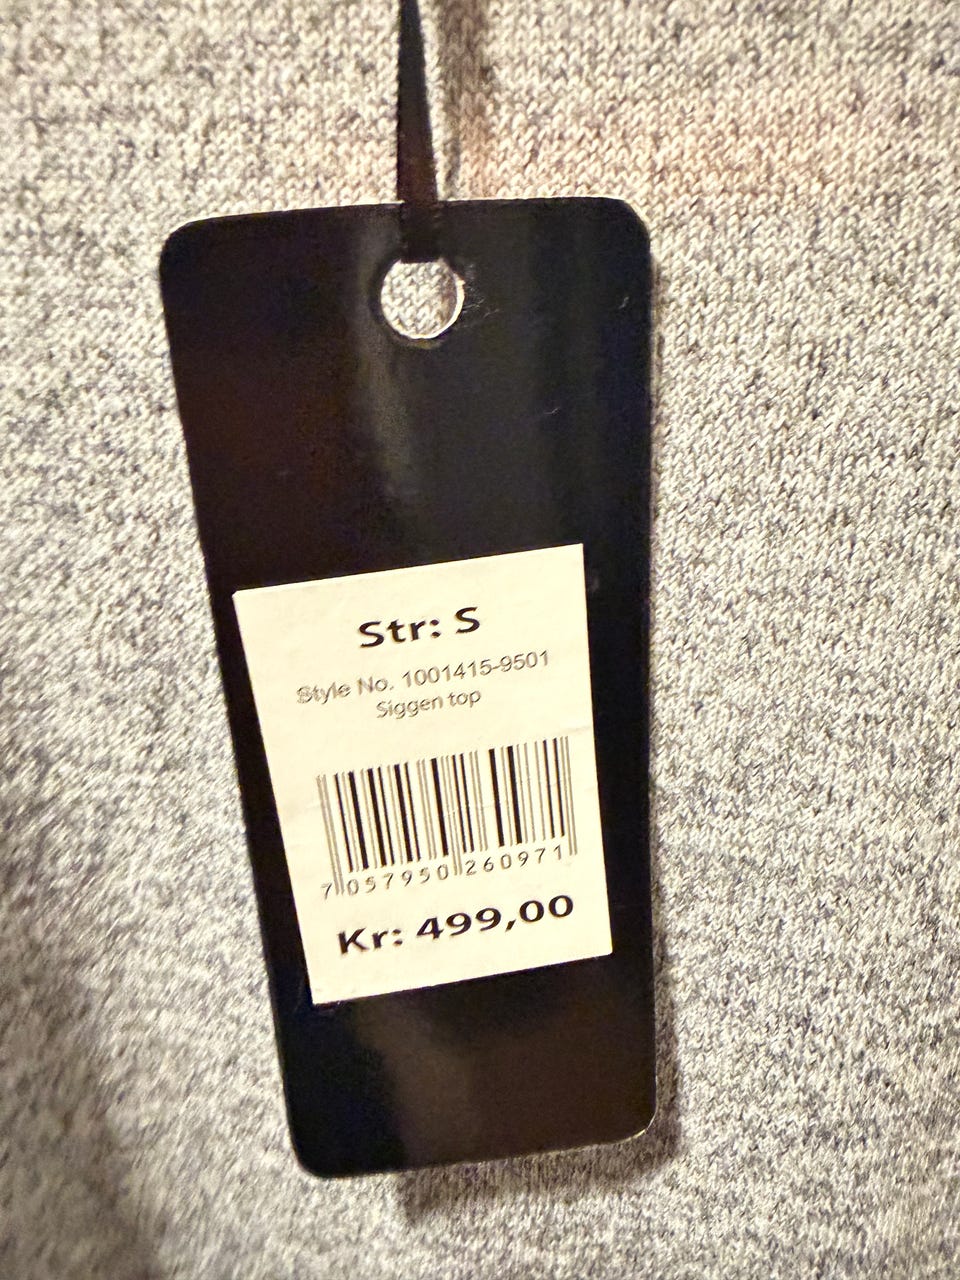 Str: S
Style No. 1001415-9501
Siggen top
7 057950 260971
Kr: 499,00